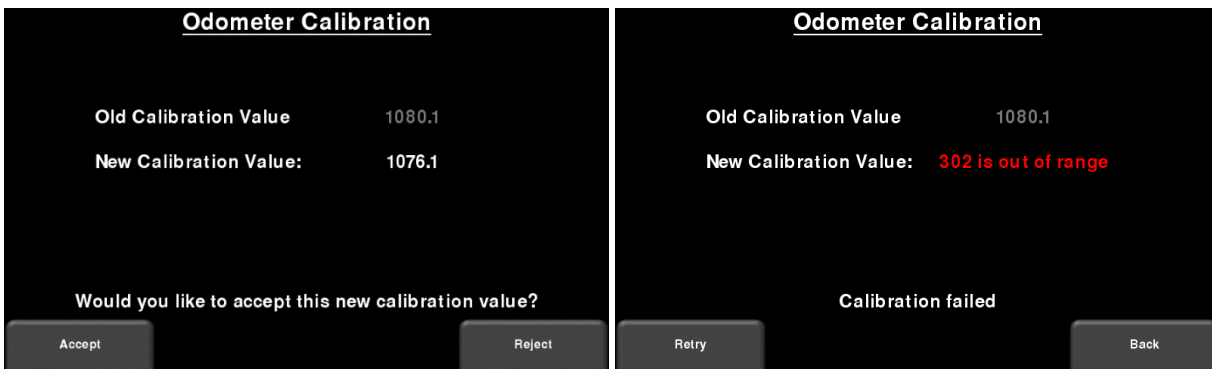 Odometer Calibration
Old Calibration Value 1080.1
New Calibration Value: 1076.1
Would you like to accept this new calibration value?
Accept Reject
Odometer Calibration
Old Calibration Value 1080.1
New Calibration Value: 302 is out of range
Calibration failed
Retry Back